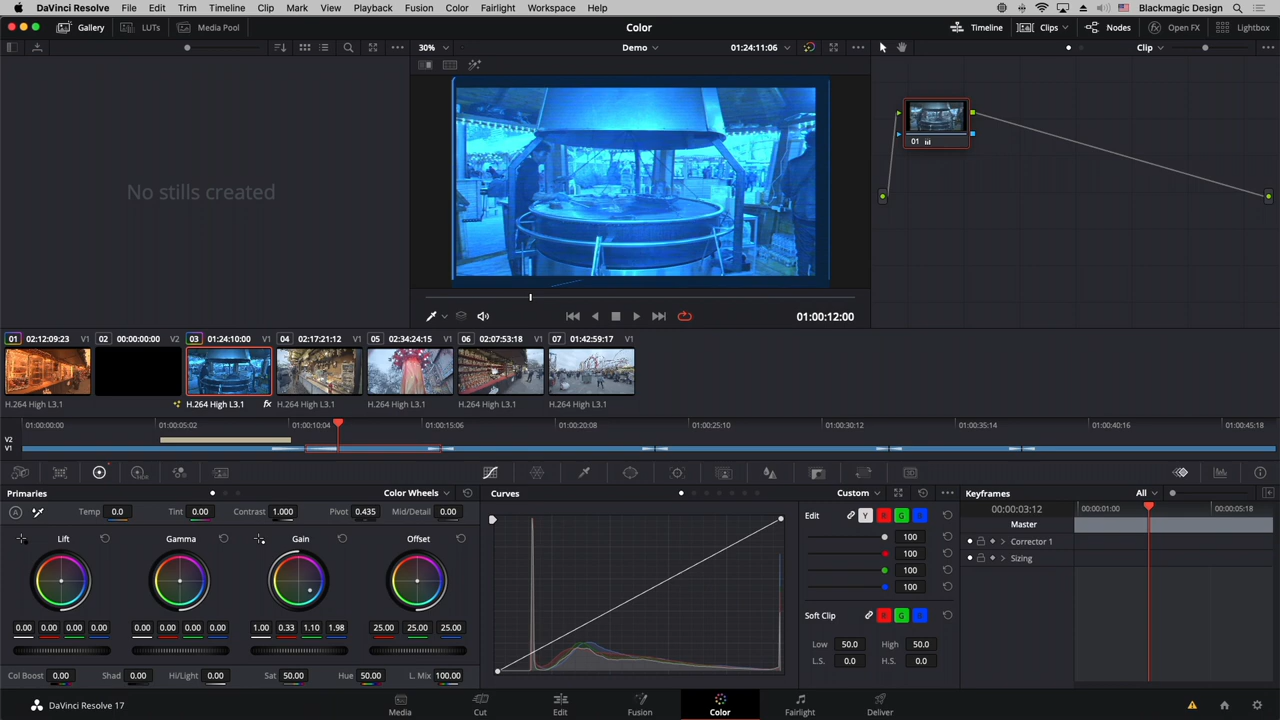 DaVinci Resolve File Edit Trim Timeline Clip Mark View Playback Fusion Color Fairlight Workspace Help Blackmagic Design
Gallery LUTs Media Pool Color Timeline Clips Nodes Open FX Lightbox
30% Demo 01:24:11:06 Clip
No stills created
01
01:00:12:00
01 02:12:09:23 V1 02 00:00:00:00 V2 03 01:24:10:00 V1 04 02:17:21:12 V1 05 02:34:24:15 V1 06 02:07:53:18 V1 07 01:42:59:17 V1
H.264 High L3.1 H.264 High L3.1 fx H.264 High L3.1 H.264 High L3.1 H.264 High L3.1 H.264 High L3.1
01:00:00:00 01:00:05:02 01:00:10:04 01:00:15:06 01:00:20:08 01:00:25:10 01:00:30:12 01:00:35:14 01:00:40:16 01:00:45:18
V2
V1
Primaries Color Wheels Curves Custom Keyframes All
A Temp 0.0 Tint 0.00 Contrast 1.000 Pivot 0.435 Mid/Detail 0.00 Edit Y R G B 00:00:03:12 00:00:01:00 00:00:05:18
Master
Lift Gamma Gain Offset 100 Corrector 1
100 Sizing
100
100
Soft Clip R G B
0.00 0.00 0.00 0.00 0.00 0.00 0.00 0.00 1.00 0.33 1.10 1.98 25.00 25.00 25.00
Low 50.0 High 50.0
L.S. 0.0 H.S. 0.0
Col Boost 0.00 Shad 0.00 Hi/Light 0.00 Sat 50.00 Hue 50.00 L. Mix 100.00
DaVinci Resolve 17 Media Cut Edit Fusion Color Fairlight Deliver